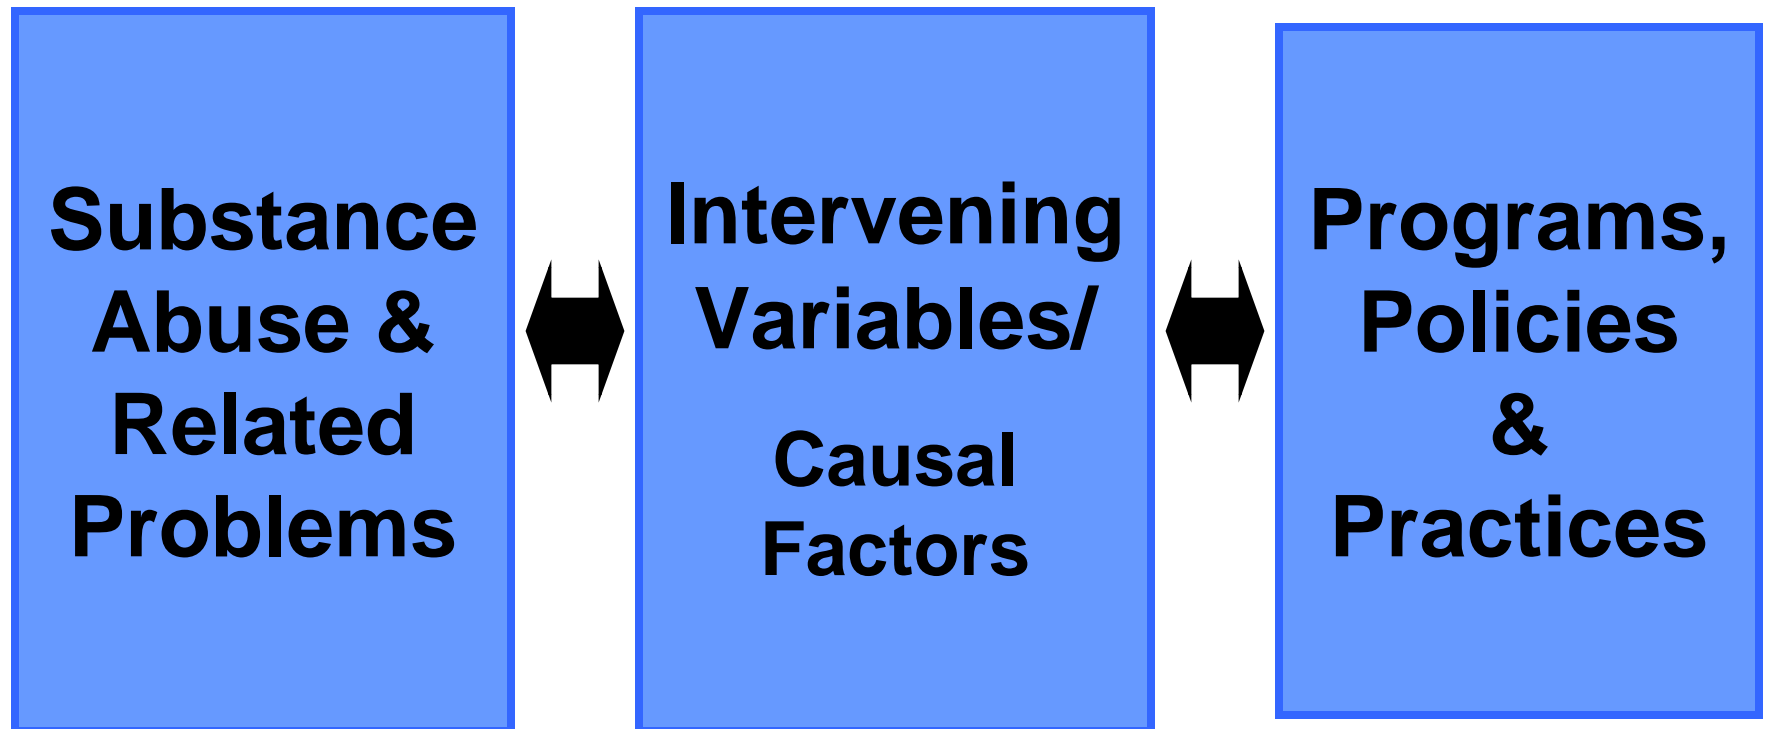 Substance
Abuse &
Related
Problems
Intervening
Variables/
Causal
Factors
Programs,
Policies
&
Practices